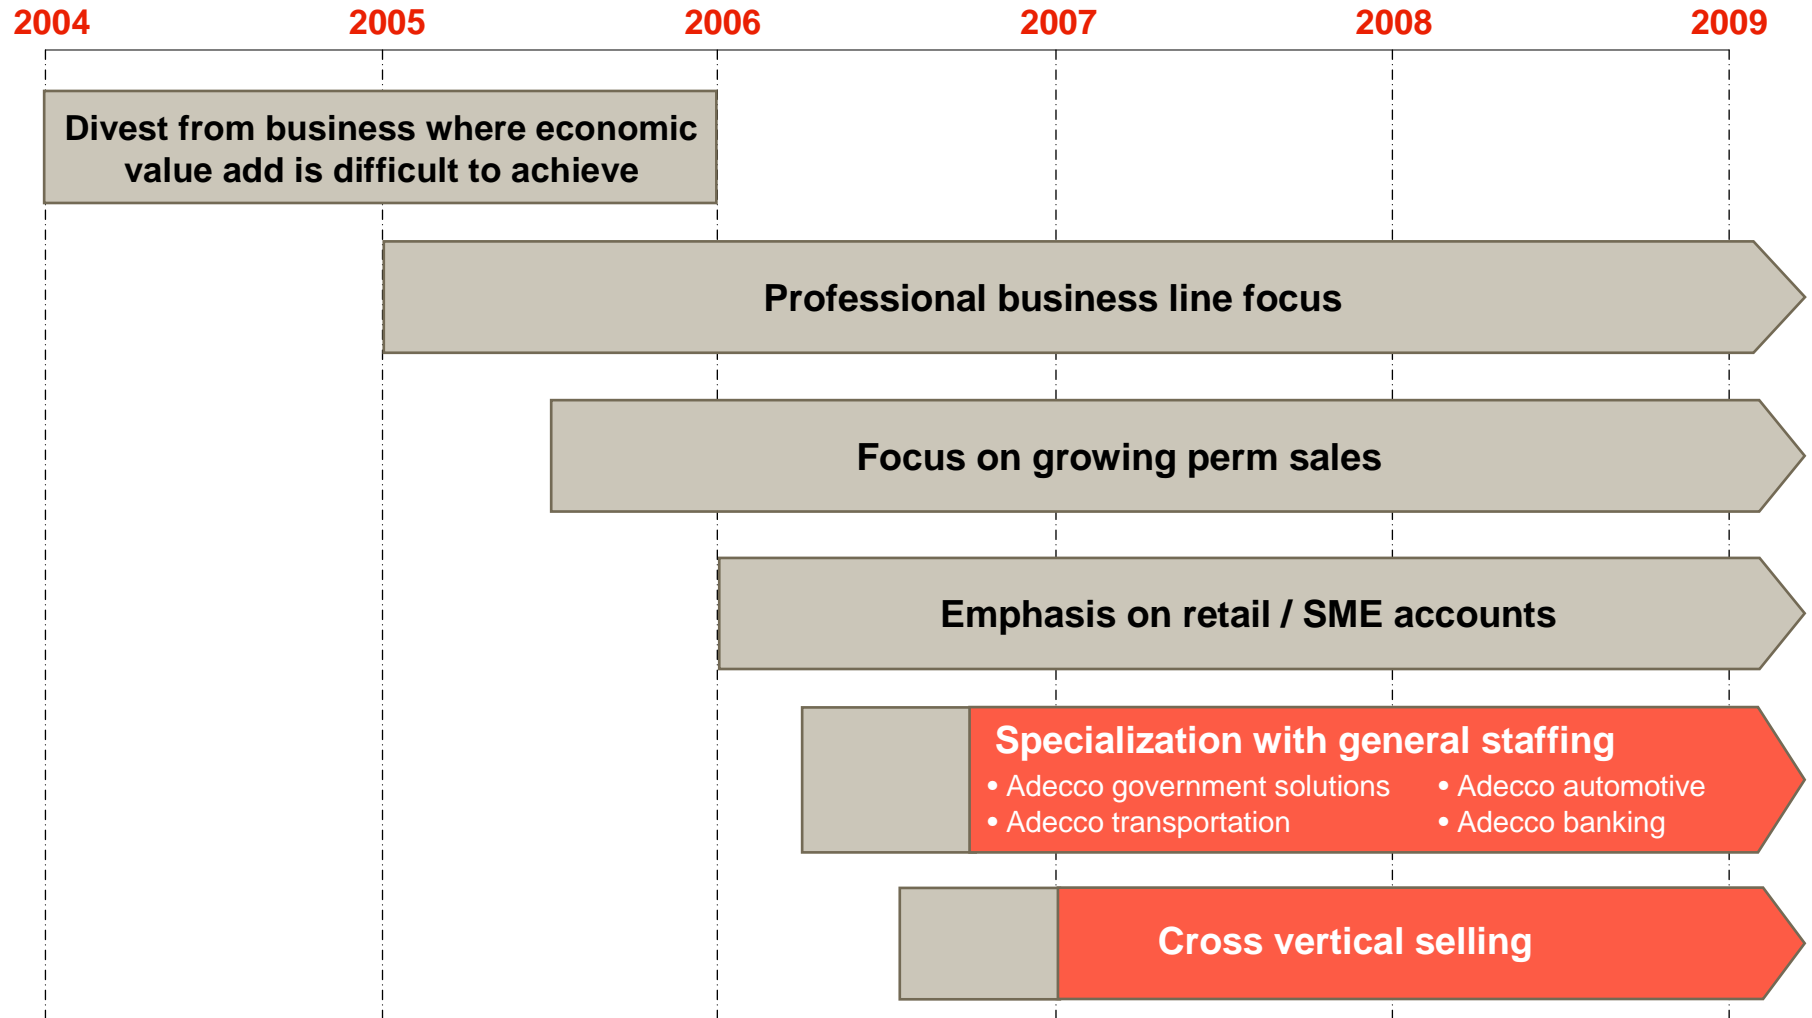 2004 2005 2006 2007 2008 2009
Divest from business where economic
value add is difficult to achieve
Professional business line focus
Focus on growing perm sales
Emphasis on retail / SME accounts
Specialization with general staffing
• Adecco government solutions • Adecco automotive
• Adecco transportation • Adecco banking
Cross vertical selling